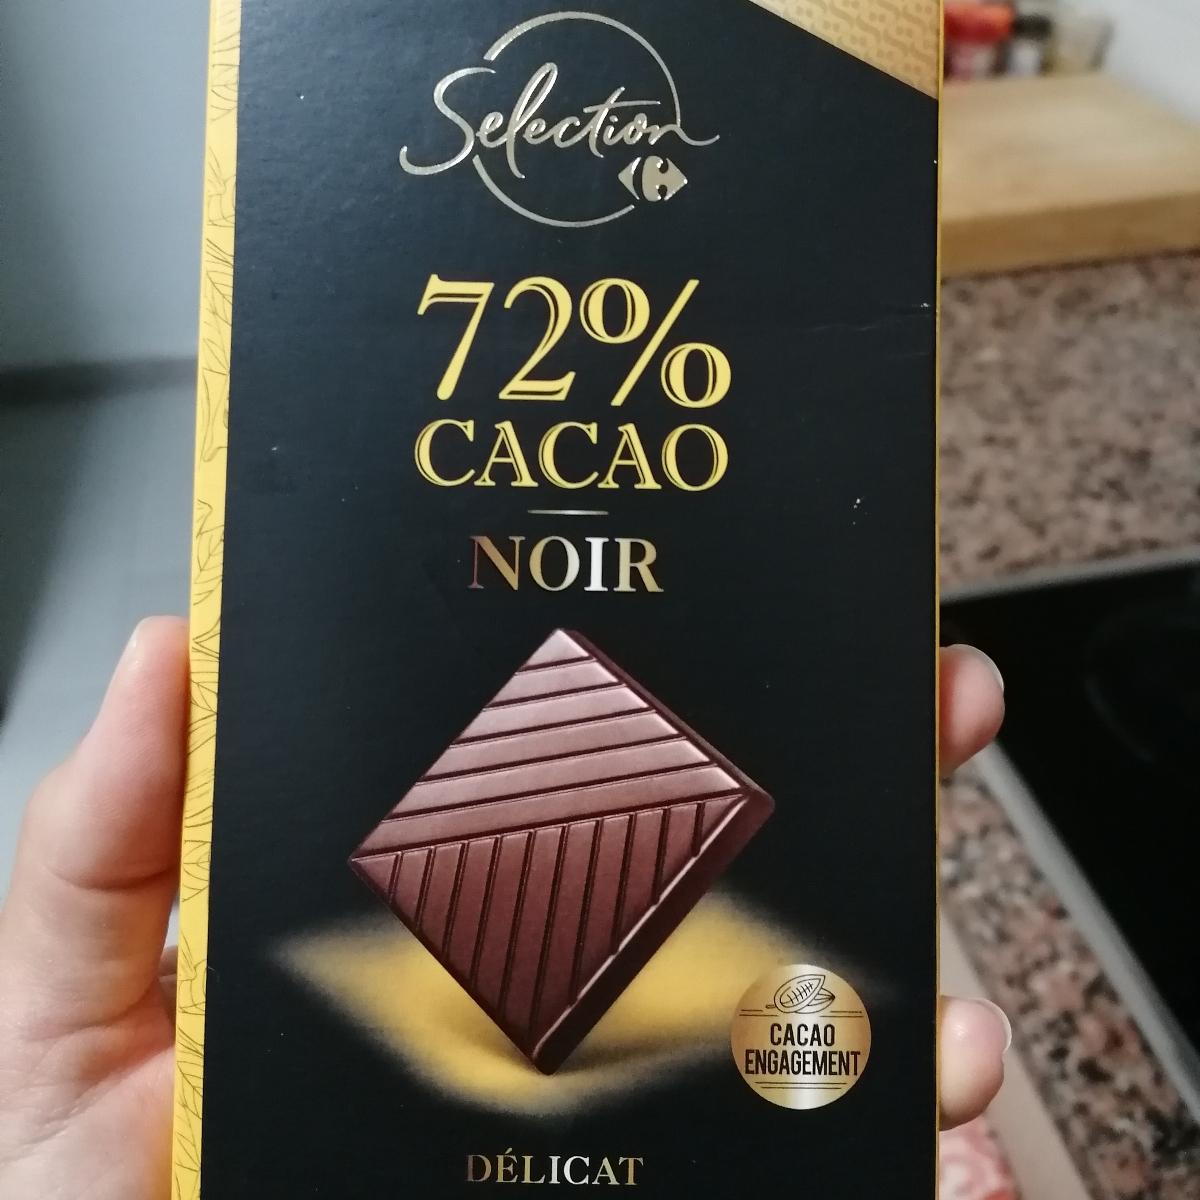 Selection
72%
CACAO
NOIR
CACAO
ENGAGEMENT
DÉLICAT